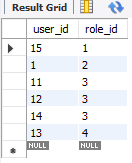 Result Grid
user_id role_id
15 1
1 2
11 3
12 3
14 3
13 4
NULL NULL